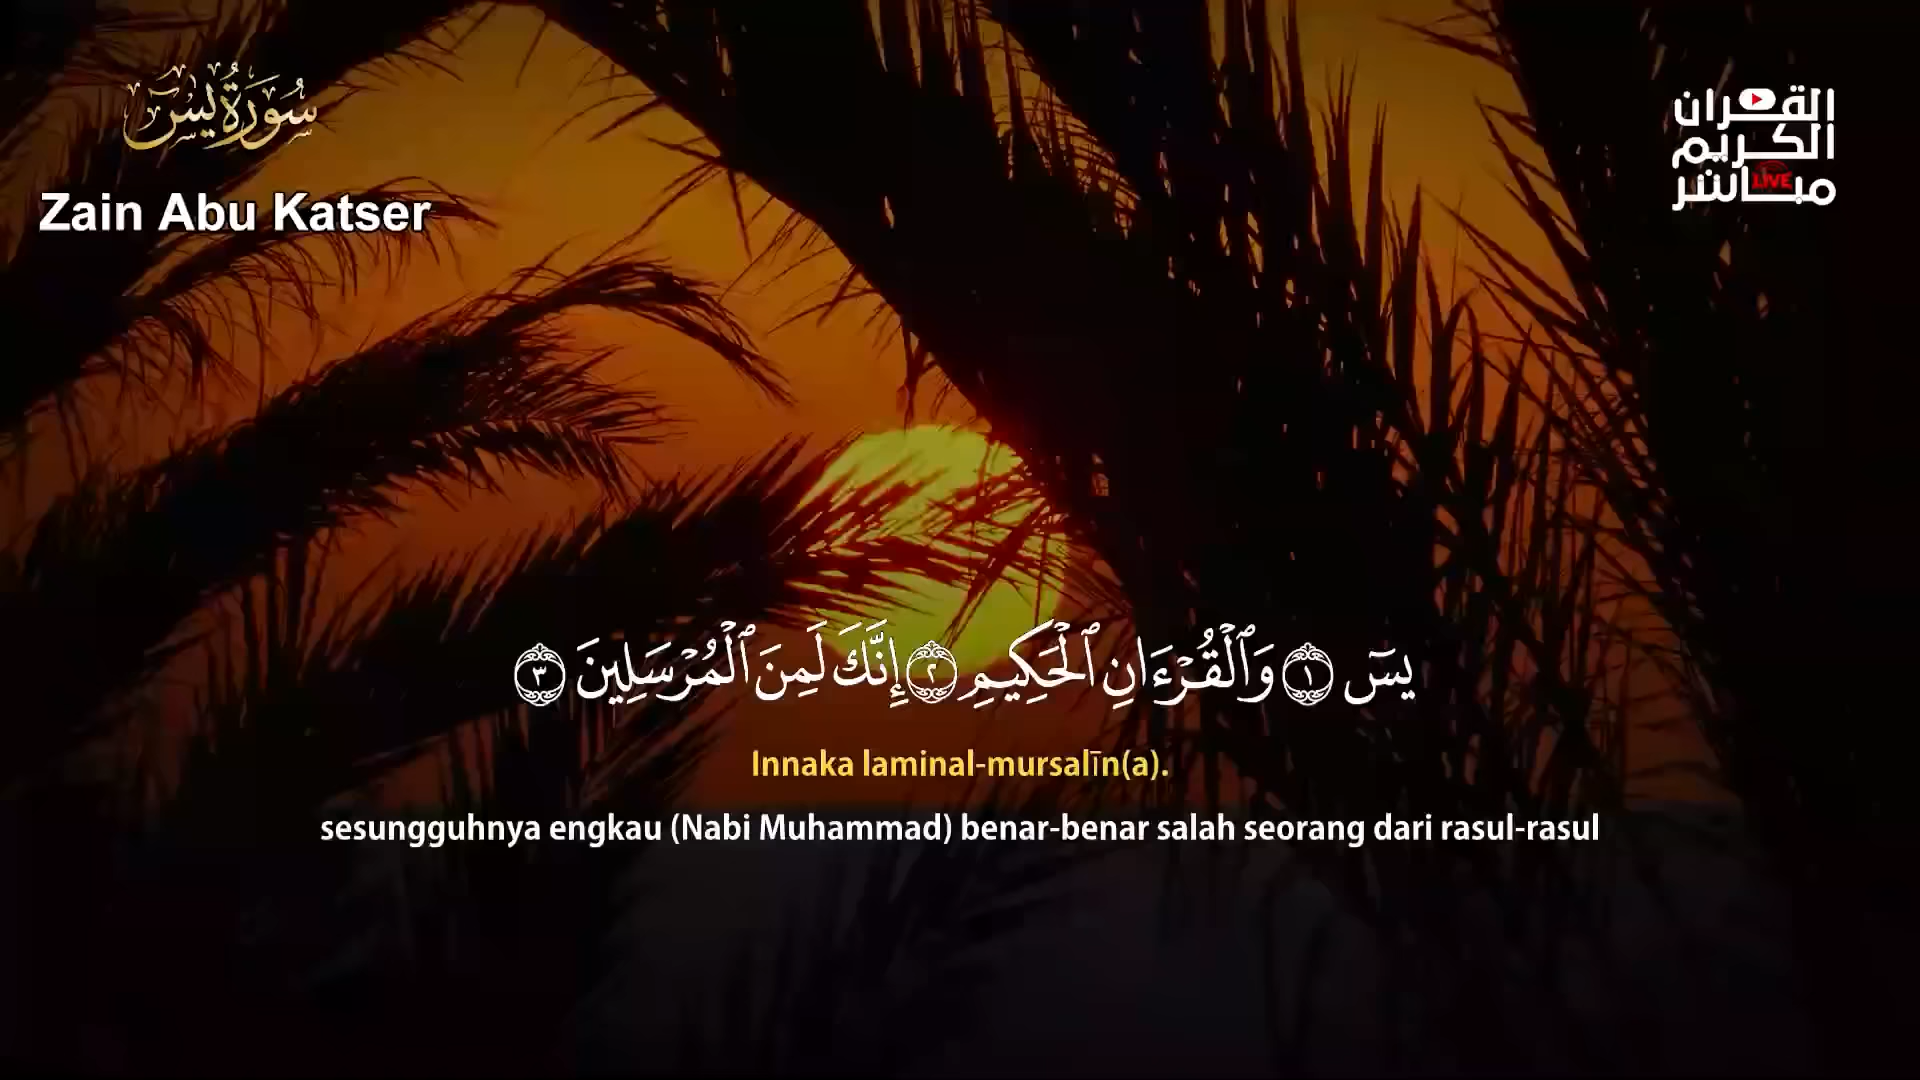 سُورَةُ يسٓ
Zain Abu Katser
القران
الكريم
مباشر
LIVE
يسٓ ١ وَٱلْقُرْءَانِ ٱلْحَكِيمِ ٢ إِنَّكَ لَمِنَ ٱلْمُرْسَلِينَ ٣
Innaka laminal-mursalīn(a).
sesungguhnya engkau (Nabi Muhammad) benar-benar salah seorang dari rasul-rasul